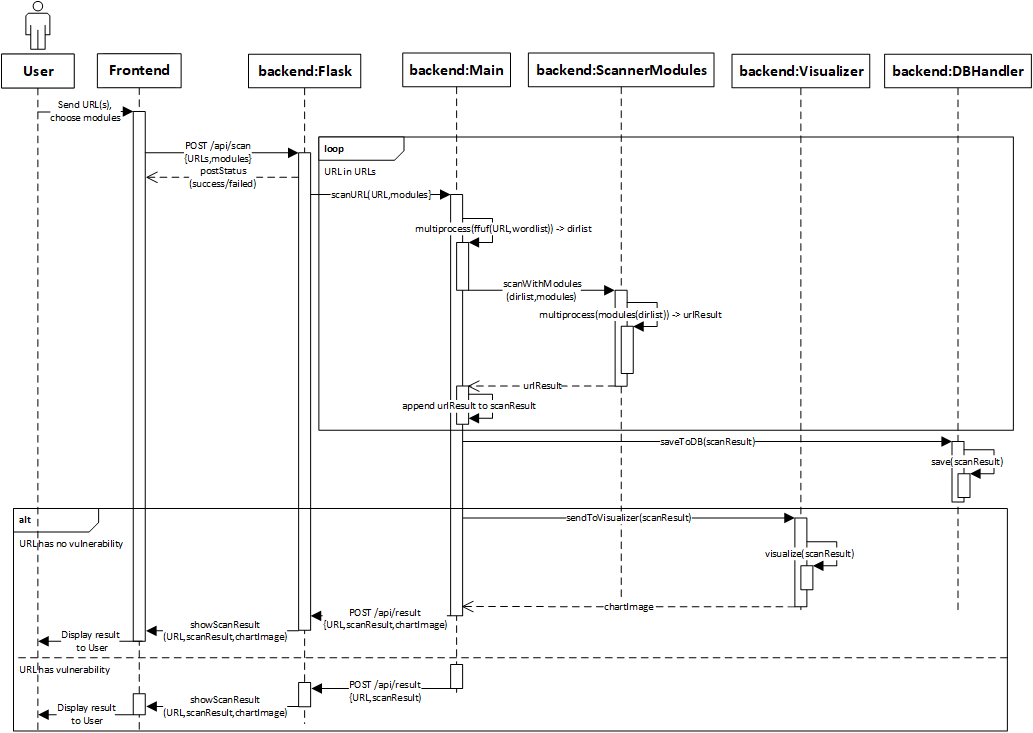 User
Frontend
backend:Flask
backend:Main
backend:ScannerModules
backend:Visualizer
backend:DBHandler
Send URL(s),
choose modules
POST /api/scan
{URLs,modules}
postStatus
(success/failed)
loop
URL in URLs
scanURL(URL,modules}
multiprocess(ffuf(URL,wordlist)) -> dirlist
scanWithModules
(dirlist,modules)
multiprocess(modules(dirlist)) -> urlResult
urlResult
append urlResult to scanResult
saveToDB(scanResult)
save(scanResult)
alt
URL has no vulnerability
sendToVisualizer(scanResult)
visualize(scanResult)
chartImage
POST /api/result
{URL,scanResult,chartImage)
showScanResult
(URL,scanResult,chartImage)
Display result
to User
URL has vulnerability
POST /api/result
{URL,scanResult)
showScanResult
(URL,scanResult,chartImage)
Display result
to User